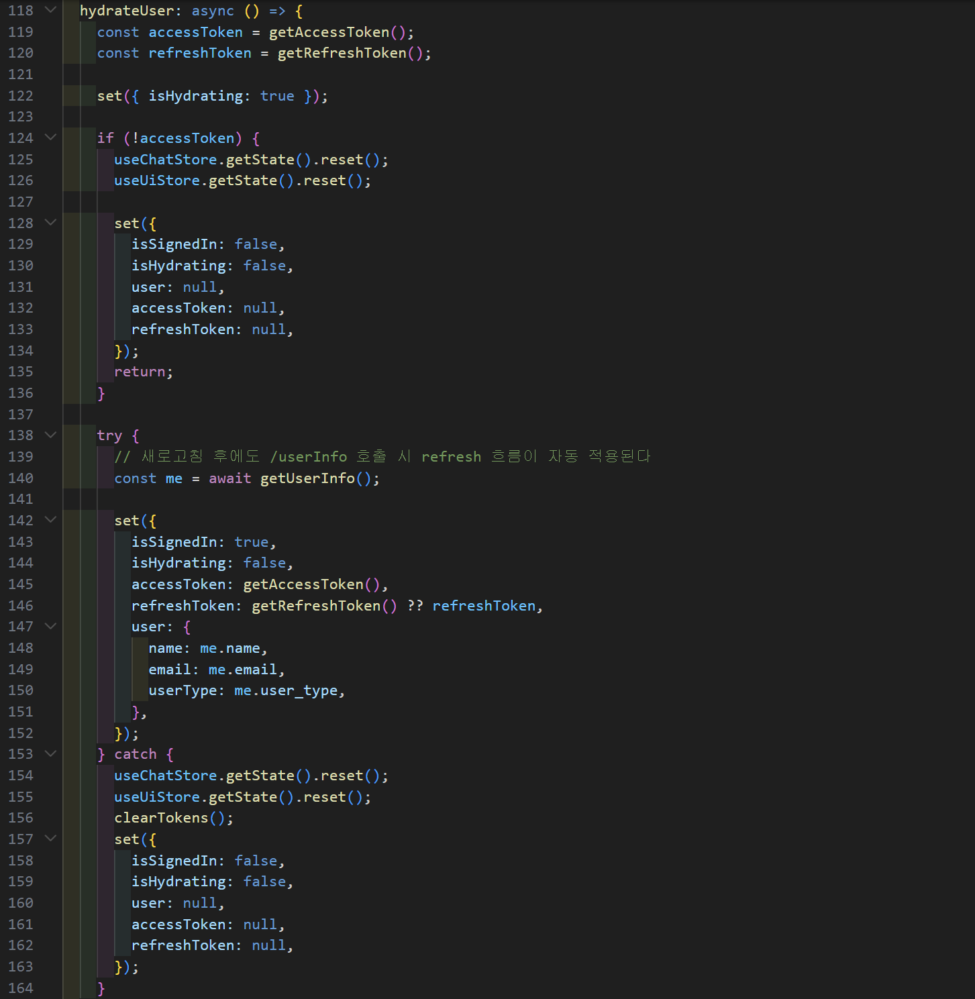 118 hydrateUser: async () => {
119 const accessToken = getAccessToken();
120 const refreshToken = getRefreshToken();
121
122 set({ isHydrating: true });
123
124 if (!accessToken) {
125 useChatStore.getState().reset();
126 useUiStore.getState().reset();
127
128 set({
129 isSignedIn: false,
130 isHydrating: false,
131 user: null,
132 accessToken: null,
133 refreshToken: null,
134 });
135 return;
136 }
137
138 try {
139 // 새로고침 후에도 /userInfo 호출 시 refresh 흐름이 자동 적용된다
140 const me = await getUserInfo();
141
142 set({
143 isSignedIn: true,
144 isHydrating: false,
145 accessToken: getAccessToken(),
146 refreshToken: getRefreshToken() ?? refreshToken,
147 user: {
148 name: me.name,
149 email: me.email,
150 userType: me.user_type,
151 },
152 });
153 } catch {
154 useChatStore.getState().reset();
155 useUiStore.getState().reset();
156 clearTokens();
157 set({
158 isSignedIn: false,
159 isHydrating: false,
160 user: null,
161 accessToken: null,
162 refreshToken: null,
163 });
164 }